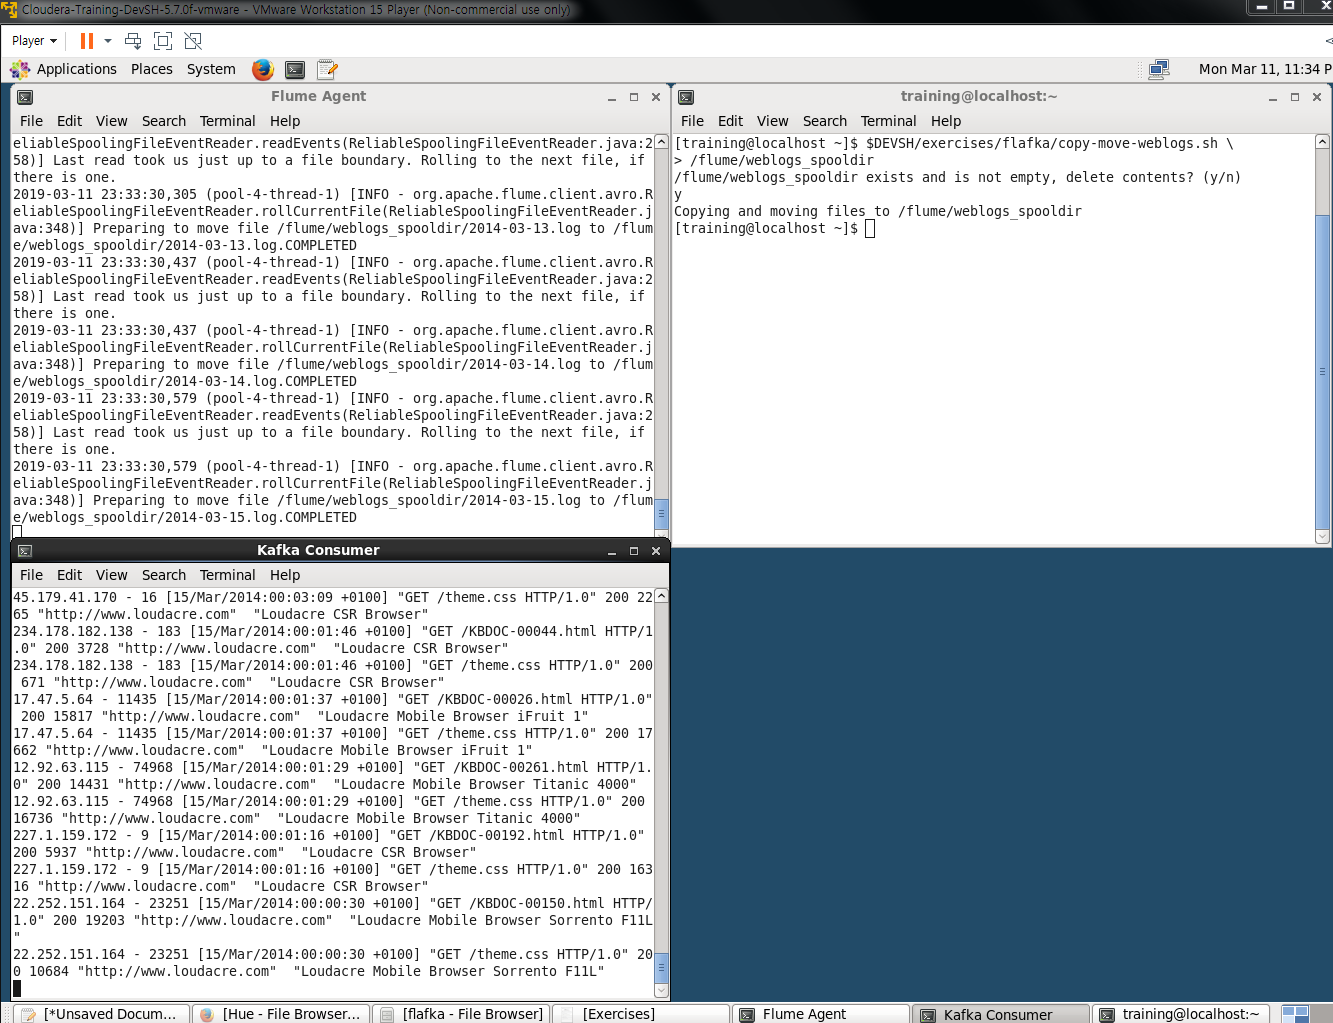 Cloudera-Training-DevSH-5.7.0f-vmware - VMware Workstation 15 Player (Non-commercial use only)
Player
Applications Places System
Mon Mar 11, 11:34 P
Flume Agent
File Edit View Search Terminal Help
eliableSpoolingFileEventReader.readEvents(ReliableSpoolingFileEventReader.java:2
58)] Last read took us just up to a file boundary. Rolling to the next file, if
there is one.
2019-03-11 23:33:30,305 (pool-4-thread-1) [INFO - org.apache.flume.client.avro.R
eliableSpoolingFileEventReader.rollCurrentFile(ReliableSpoolingFileEventReader.j
ava:348)] Preparing to move file /flume/weblogs_spooldir/2014-03-13.log to /flum
e/weblogs_spooldir/2014-03-13.log.COMPLETED
2019-03-11 23:33:30,437 (pool-4-thread-1) [INFO - org.apache.flume.client.avro.R
eliableSpoolingFileEventReader.readEvents(ReliableSpoolingFileEventReader.java:2
58)] Last read took us just up to a file boundary. Rolling to the next file, if
there is one.
2019-03-11 23:33:30,437 (pool-4-thread-1) [INFO - org.apache.flume.client.avro.R
eliableSpoolingFileEventReader.rollCurrentFile(ReliableSpoolingFileEventReader.j
ava:348)] Preparing to move file /flume/weblogs_spooldir/2014-03-14.log to /flum
e/weblogs_spooldir/2014-03-14.log.COMPLETED
2019-03-11 23:33:30,579 (pool-4-thread-1) [INFO - org.apache.flume.client.avro.R
eliableSpoolingFileEventReader.readEvents(ReliableSpoolingFileEventReader.java:2
58)] Last read took us just up to a file boundary. Rolling to the next file, if
there is one.
2019-03-11 23:33:30,579 (pool-4-thread-1) [INFO - org.apache.flume.client.avro.R
eliableSpoolingFileEventReader.rollCurrentFile(ReliableSpoolingFileEventReader.j
ava:348)] Preparing to move file /flume/weblogs_spooldir/2014-03-15.log to /flum
e/weblogs_spooldir/2014-03-15.log.COMPLETED
training@localhost:~
File Edit View Search Terminal Help
[training@localhost ~]$ $DEVSH/exercises/flafka/copy-move-weblogs.sh \
> /flume/weblogs_spooldir
/flume/weblogs_spooldir exists and is not empty, delete contents? (y/n)
y
Copying and moving files to /flume/weblogs_spooldir
[training@localhost ~]$
Kafka Consumer
File Edit View Search Terminal Help
45.179.41.170 - 16 [15/Mar/2014:00:03:09 +0100] "GET /theme.css HTTP/1.0" 200 22
65 "http://www.loudacre.com"  "Loudacre CSR Browser"
234.178.182.138 - 183 [15/Mar/2014:00:01:46 +0100] "GET /KBDOC-00044.html HTTP/1
.0" 200 3728 "http://www.loudacre.com"  "Loudacre CSR Browser"
234.178.182.138 - 183 [15/Mar/2014:00:01:46 +0100] "GET /theme.css HTTP/1.0" 200
 671 "http://www.loudacre.com"  "Loudacre CSR Browser"
17.47.5.64 - 11435 [15/Mar/2014:00:01:37 +0100] "GET /KBDOC-00026.html HTTP/1.0"
 200 15817 "http://www.loudacre.com"  "Loudacre Mobile Browser iFruit 1"
17.47.5.64 - 11435 [15/Mar/2014:00:01:37 +0100] "GET /theme.css HTTP/1.0" 200 17
662 "http://www.loudacre.com"  "Loudacre Mobile Browser iFruit 1"
12.92.63.115 - 74968 [15/Mar/2014:00:01:29 +0100] "GET /KBDOC-00261.html HTTP/1.
0" 200 14431 "http://www.loudacre.com"  "Loudacre Mobile Browser Titanic 4000"
12.92.63.115 - 74968 [15/Mar/2014:00:01:29 +0100] "GET /theme.css HTTP/1.0" 200
16736 "http://www.loudacre.com"  "Loudacre Mobile Browser Titanic 4000"
227.1.159.172 - 9 [15/Mar/2014:00:01:16 +0100] "GET /KBDOC-00192.html HTTP/1.0"
200 5937 "http://www.loudacre.com"  "Loudacre CSR Browser"
227.1.159.172 - 9 [15/Mar/2014:00:01:16 +0100] "GET /theme.css HTTP/1.0" 200 163
16 "http://www.loudacre.com"  "Loudacre CSR Browser"
22.252.151.164 - 23251 [15/Mar/2014:00:00:30 +0100] "GET /KBDOC-00150.html HTTP/
1.0" 200 19203 "http://www.loudacre.com"  "Loudacre Mobile Browser Sorrento F11L
"
22.252.151.164 - 23251 [15/Mar/2014:00:00:30 +0100] "GET /theme.css HTTP/1.0" 20
0 10684 "http://www.loudacre.com"  "Loudacre Mobile Browser Sorrento F11L"
[*Unsaved Docum... [Hue - File Browser... [flafka - File Browser] [Exercises] Flume Agent Kafka Consumer training@localhost:~